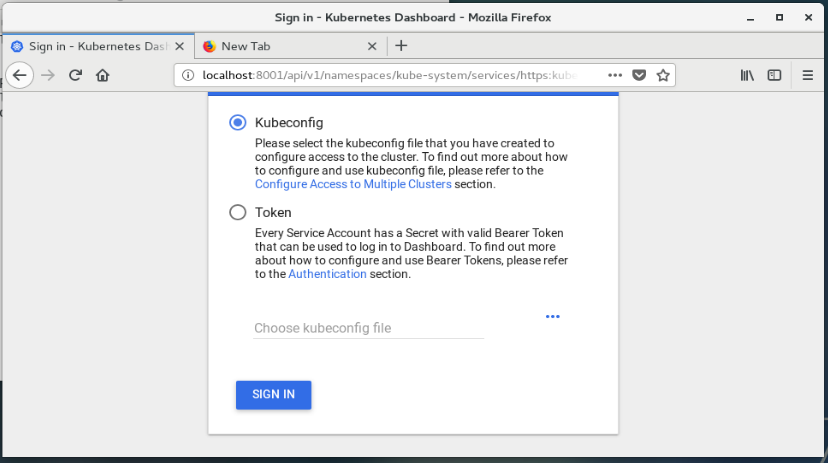 Sign in - Kubernetes Dashboard - Mozilla Firefox
Sign in - Kubernetes Dash
New Tab
localhost:8001/api/v1/namespaces/kube-system/services/https:kube
Kubeconfig
Please select the kubeconfig file that you have created to
configure access to the cluster. To find out more about how
to configure and use kubeconfig file, please refer to the
Configure Access to Multiple Clusters section.
Token
Every Service Account has a Secret with valid Bearer Token
that can be used to log in to Dashboard. To find out more
about how to configure and use Bearer Tokens, please refer
to the Authentication section.
Choose kubeconfig file
SIGN IN